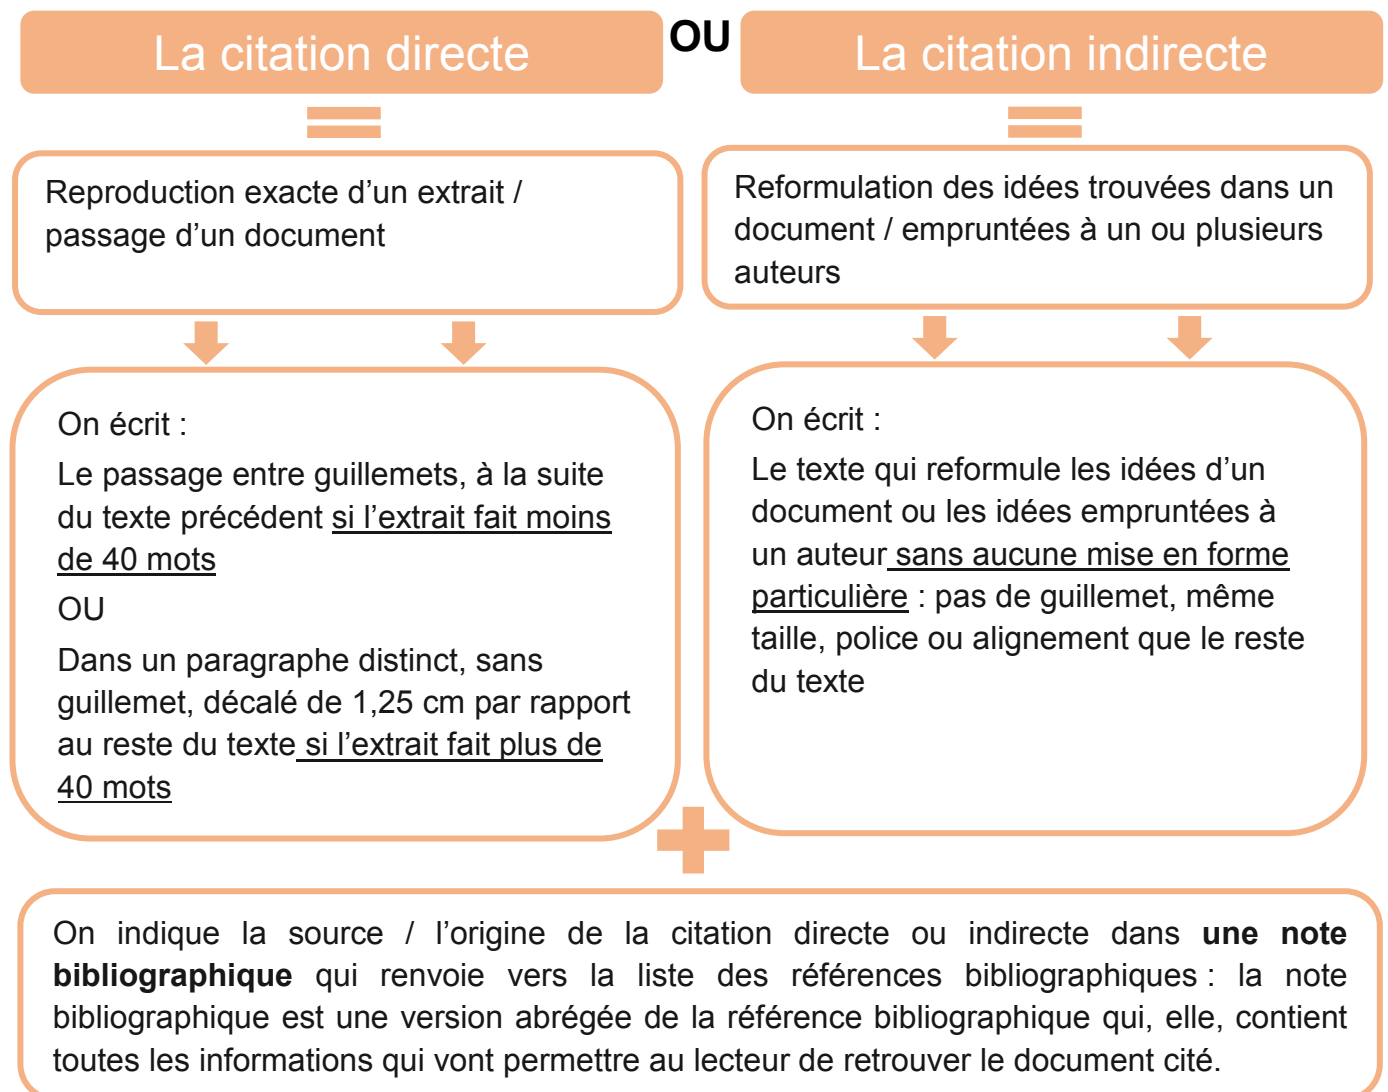 La citation directe
OU
La citation indirecte
Reproduction exacte d’un extrait /
passage d’un document
Reformulation des idées trouvées dans un
document / empruntées à un ou plusieurs
auteurs
On écrit :
Le passage entre guillemets, à la suite
du texte précédent si l’extrait fait moins
de 40 mots
OU
Dans un paragraphe distinct, sans
guillemet, décalé de 1,25 cm par rapport
au reste du texte si l’extrait fait plus de
40 mots
On écrit :
Le texte qui reformule les idées d’un
document ou les idées empruntées à
un auteur sans aucune mise en forme
particulière : pas de guillemet, même
taille, police ou alignement que le reste
du texte
On indique la source / l’origine de la citation directe ou indirecte dans une note
bibliographique qui renvoie vers la liste des références bibliographiques : la note
bibliographique est une version abrégée de la référence bibliographique qui, elle, contient
toutes les informations qui vont permettre au lecteur de retrouver le document cité.